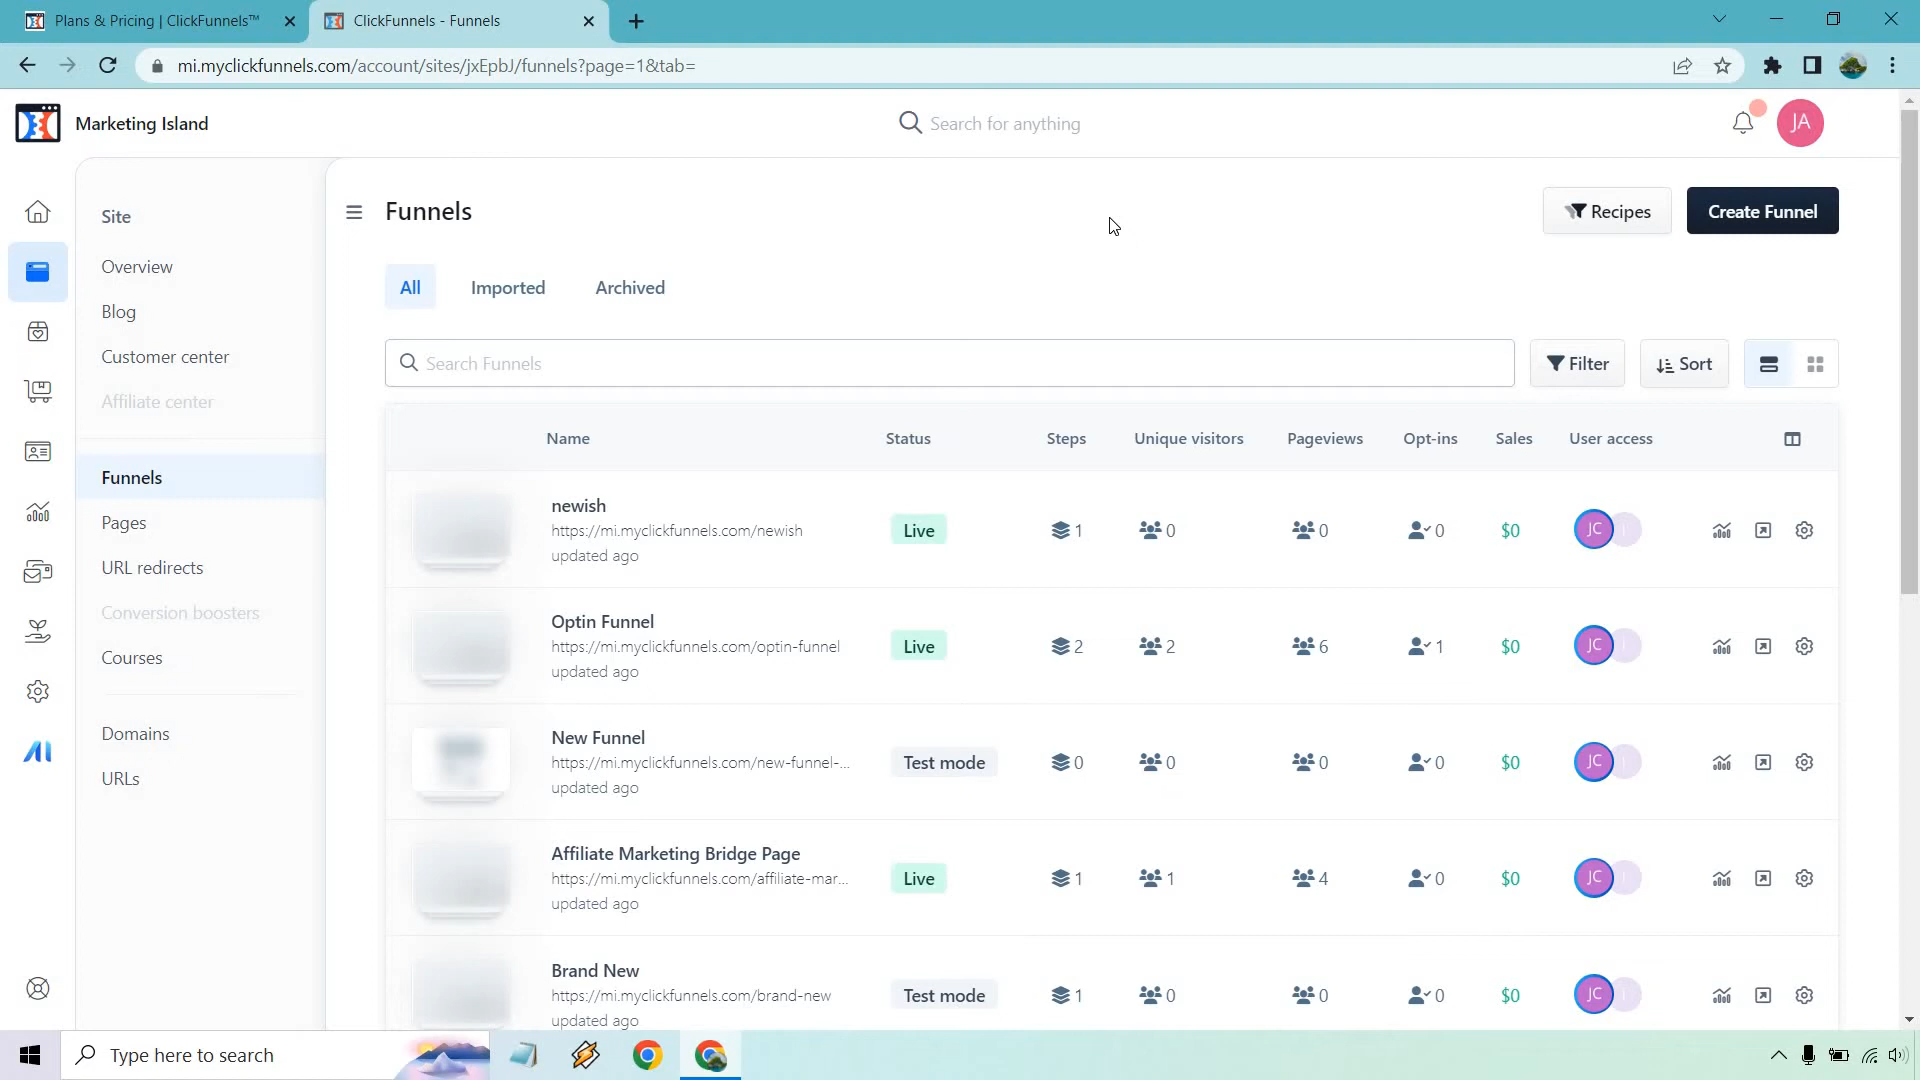 Plans & Pricing | ClickFunnels™
ClickFunnels - Funnels
mi.myclickfunnels.com/account/sites/jxEpbJ/funnels?page=1&tab=
Marketing Island
Search for anything
JA
Site
Overview
Blog
Customer center
Affiliate center
Funnels
Pages
URL redirects
Conversion boosters
Courses
Domains
URLs
Funnels
Recipes
Create Funnel
All Imported Archived
Search Funnels
Filter
Sort
Name Status Steps Unique visitors Pageviews Opt-ins Sales User access
newish
https://mi.myclickfunnels.com/newish
updated ago
Live 1 0 0 0 $0 JC
Optin Funnel
https://mi.myclickfunnels.com/optin-funnel
updated ago
Live 2 2 6 1 $0 JC
New Funnel
https://mi.myclickfunnels.com/new-funnel-...
updated ago
Test mode 0 0 0 0 $0 JC
Affiliate Marketing Bridge Page
https://mi.myclickfunnels.com/affiliate-mar...
updated ago
Live 1 1 4 0 $0 JC
Brand New
https://mi.myclickfunnels.com/brand-new
updated ago
Test mode 1 0 0 0 $0 JC
Type here to search